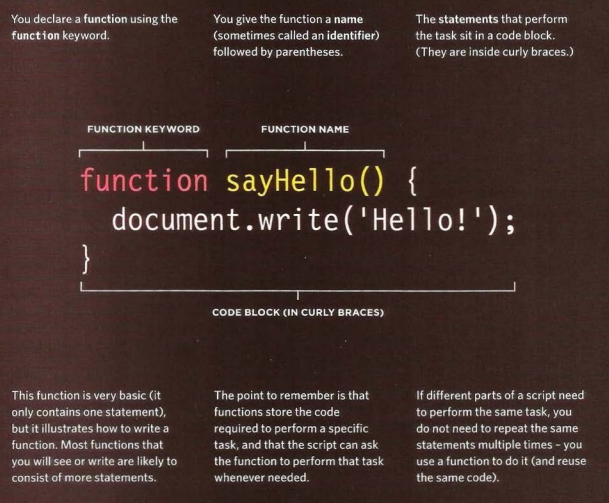 You declare a function using the
function keyword.
You give the function a name
(sometimes called an identifier)
followed by parentheses.
The statements that perform
the task sit in a code block.
(They are inside curly braces.)
FUNCTION KEYWORD
FUNCTION NAME
function sayHello() {
document.write('Hello!');
}
CODE BLOCK (IN CURLY BRACES)
This function is very basic (it
only contains one statement),
but it illustrates how to write a
function. Most functions that
you will see or write are likely to
consist of more statements.
The point to remember is that
functions store the code
required to perform a specific
task, and that the script can ask
the function to perform that task
whenever needed.
If different parts of a script need
to perform the same task, you
do not need to repeat the same
statements multiple times – you
use a function to do it (and reuse
the same code).